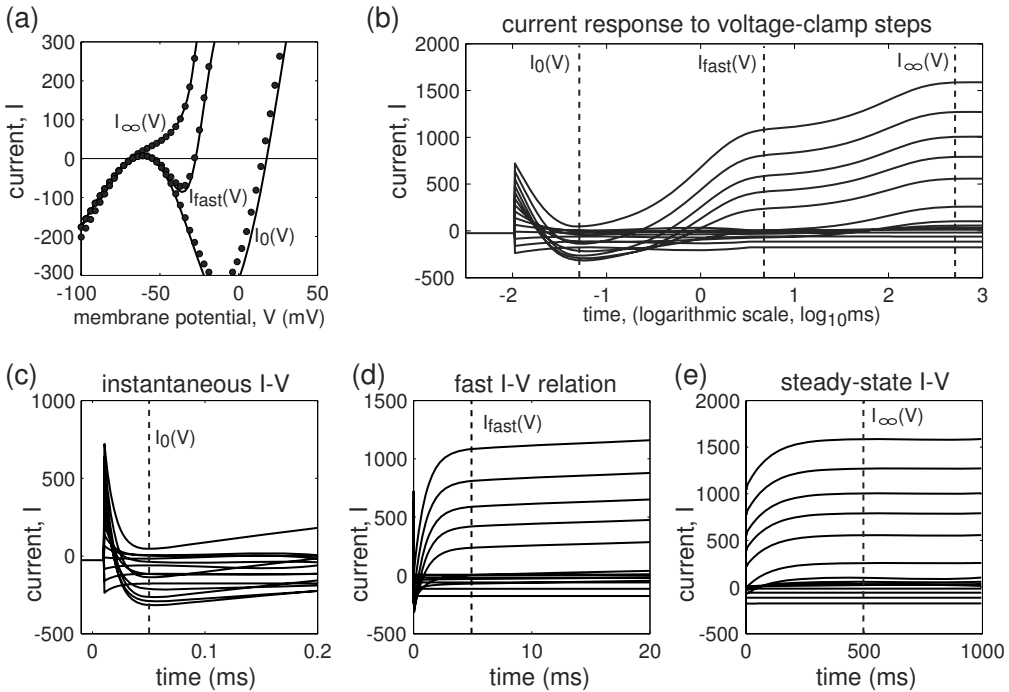 (a)
300
200
100
0
-100
-200
-300
-100
-50
0
50
current, I
membrane potential, V (mV)
I∞(V)
Ifast(V)
I0(V)
(b)
current response to voltage-clamp steps
2000
1500
1000
500
0
-500
-2
-1
0
1
2
3
current, I
time, (logarithmic scale, log10ms)
I0(V)
Ifast(V)
I∞(V)
(c)
instantaneous I-V
1000
500
0
-500
0
0.1
0.2
current, I
time (ms)
I0(V)
(d)
fast I-V relation
1500
1000
500
0
-500
0
10
20
current, I
time (ms)
Ifast(V)
(e)
steady-state I-V
2000
1500
1000
500
0
-500
0
500
1000
current, I
time (ms)
I∞(V)